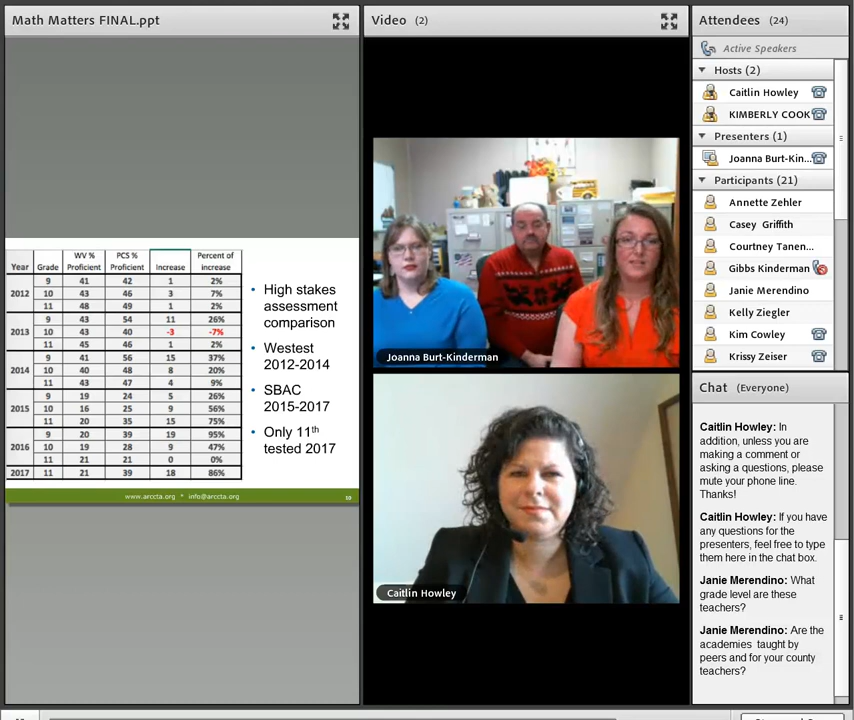 Math Matters FINAL.ppt
Year Grade WV % Proficient PCS % Proficient Increase Percent of increase
2012 9 41 42 1 2%
10 43 46 3 7%
11 48 49 1 2%
2013 9 43 54 11 26%
10 43 40 -3 -7%
11 45 46 1 2%
2014 9 41 56 15 37%
10 40 48 8 20%
11 43 47 4 9%
2015 9 19 24 5 26%
10 16 25 9 56%
11 20 35 15 75%
2016 9 20 39 19 95%
10 19 28 9 47%
11 21 21 0 0%
2017 11 21 39 18 86%
• High stakes
assessment
comparison
• Westest
2012-2014
• SBAC
2015-2017
• Only 11th
tested 2017
www.arccta.org * info@arccta.org
10
Video (2)
Joanna Burt-Kinderman
Caitlin Howley
Attendees (24)
Active Speakers
Hosts (2)
Caitlin Howley
KIMBERLY COOK
Presenters (1)
Joanna Burt-Kin...
Participants (21)
Annette Zehler
Casey Griffith
Courtney Tanen...
Gibbs Kinderman
Janie Merendino
Kelly Ziegler
Kim Cowley
Krissy Zeiser
Chat (Everyone)
Caitlin Howley: In
addition, unless you are
making a comment or
asking a questions, please
mute your phone line.
Thanks!
Caitlin Howley: If you have
any questions for the
presenters, feel free to type
them here in the chat box.
Janie Merendino: What
grade level are these
teachers?
Janie Merendino: Are the
academies taught by
peers and for your county
teachers?